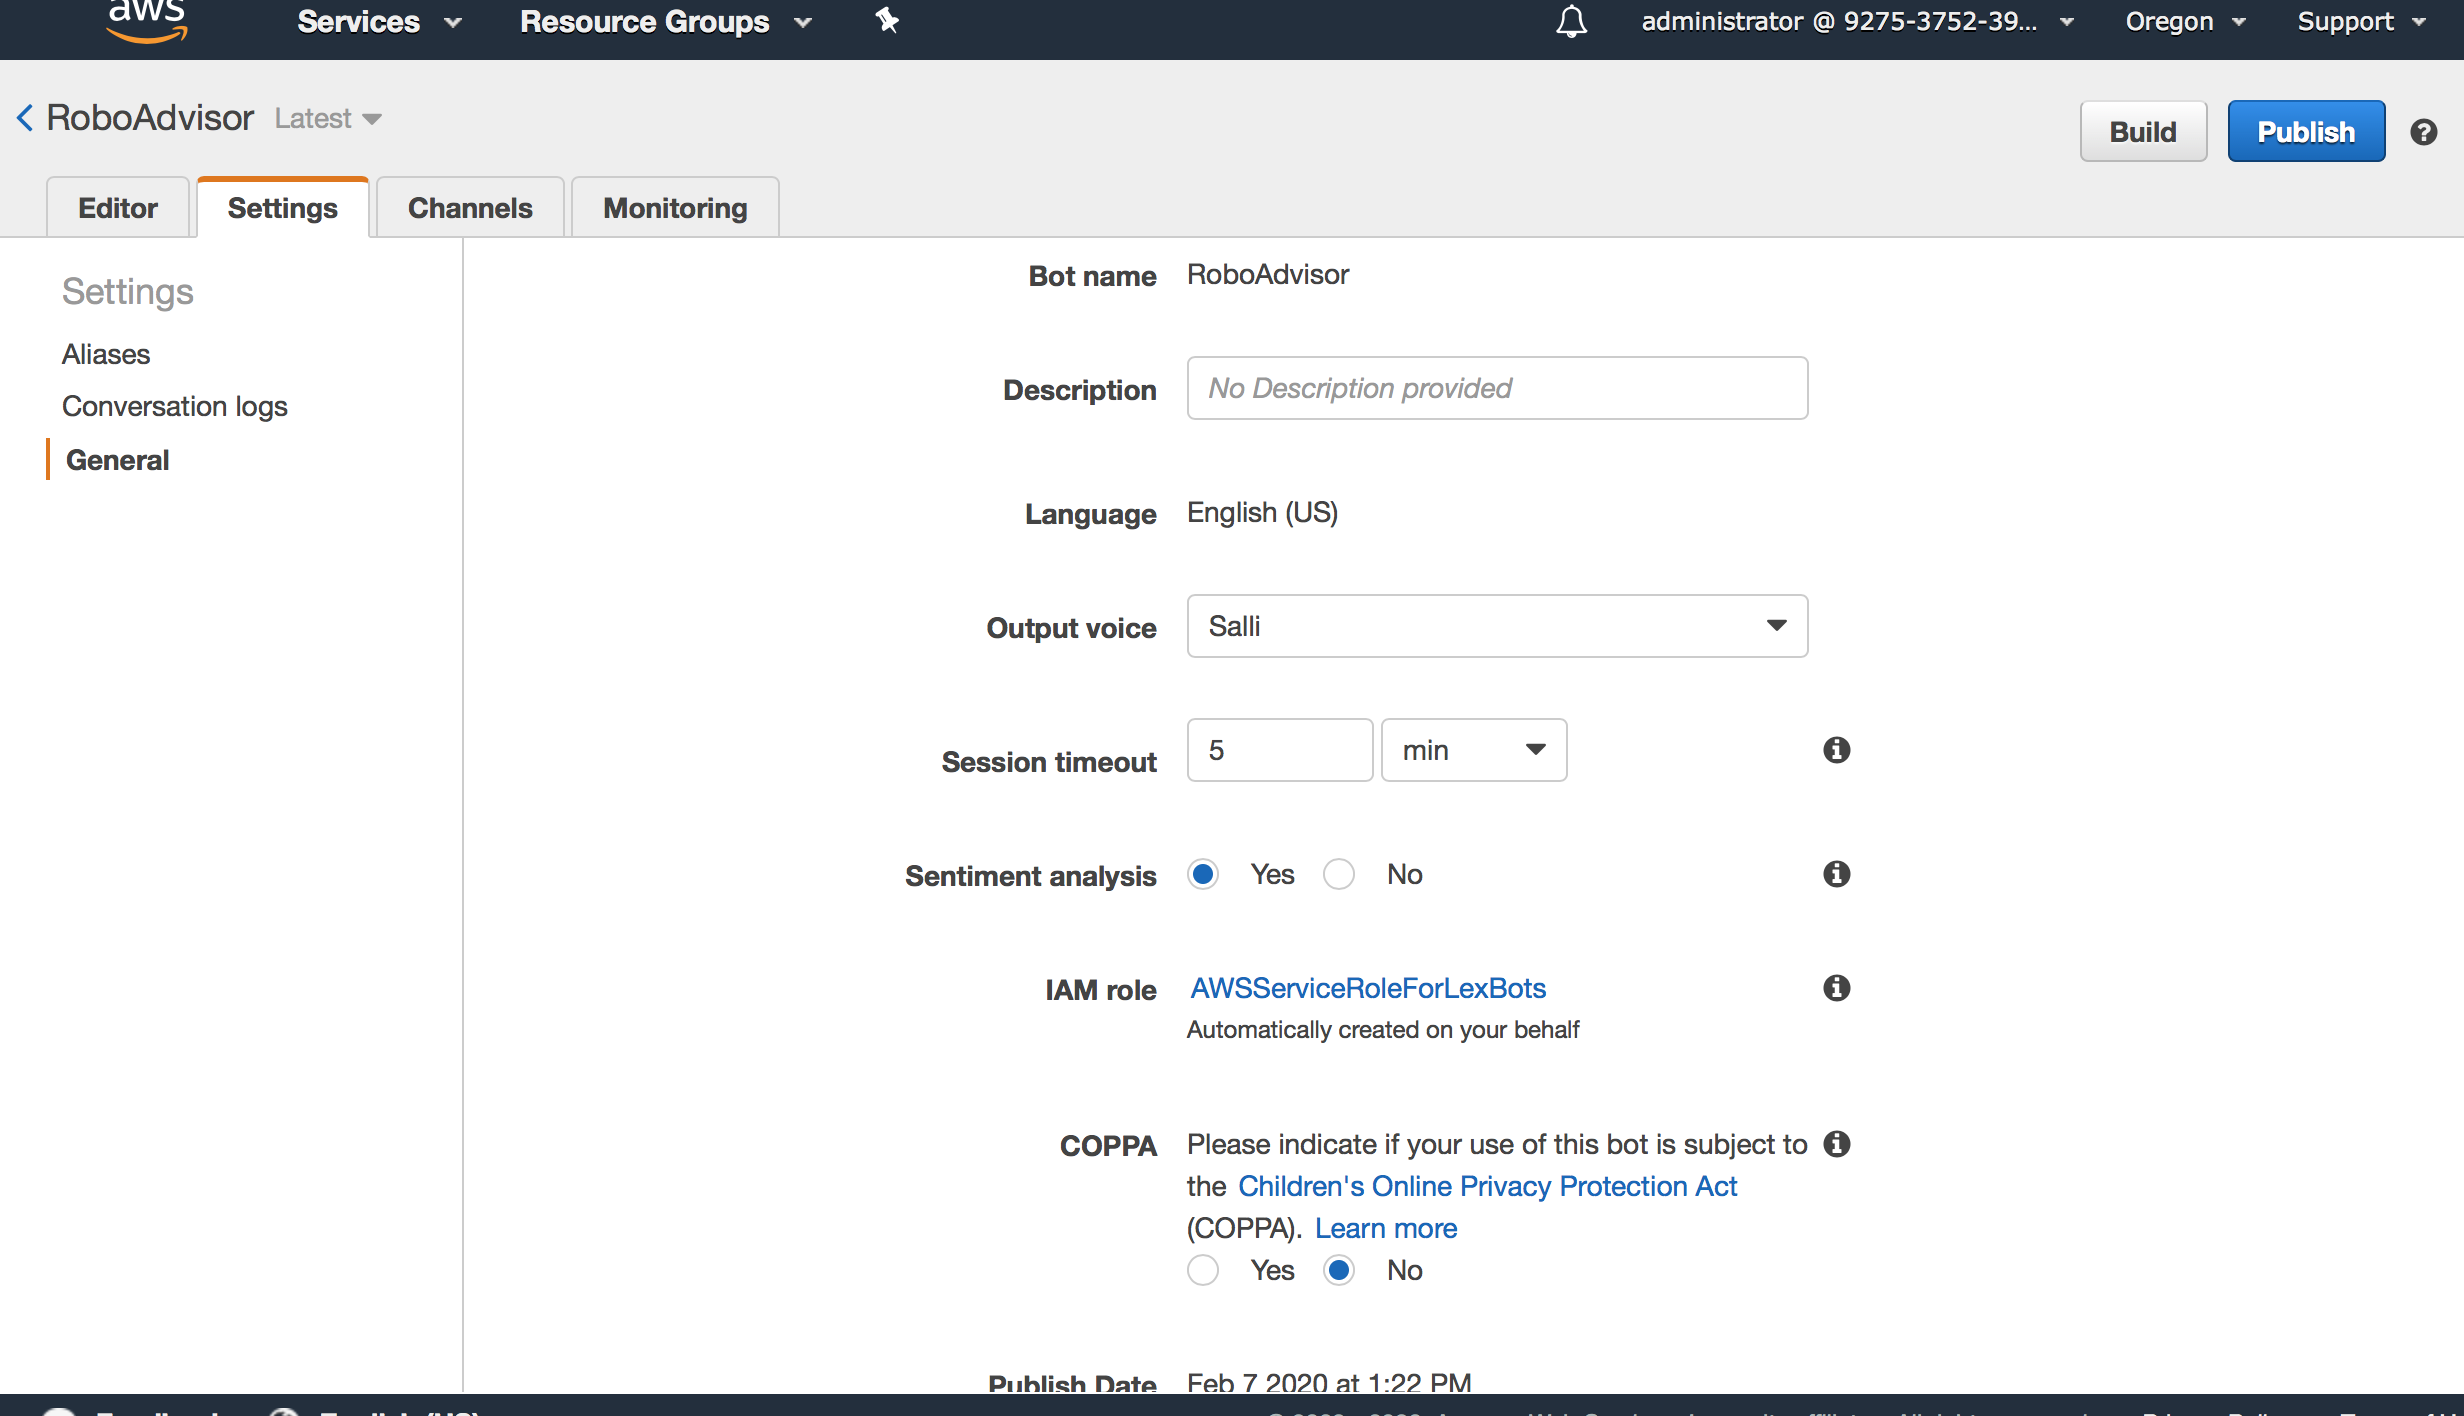 aws Services Resource Groups administrator @ 9275-3752-39... Oregon Support
RoboAdvisor Latest
Build Publish
Editor Settings Channels Monitoring
Settings
Aliases
Conversation logs
General
Bot name RoboAdvisor
Description No Description provided
Language English (US)
Output voice Salli
Session timeout 5 min
Sentiment analysis Yes No
IAM role AWSServiceRoleForLexBots
Automatically created on your behalf
COPPA Please indicate if your use of this bot is subject to
the Children's Online Privacy Protection Act
(COPPA). Learn more
Yes No
Publish Date Feb 7 2020 at 1:22 PM